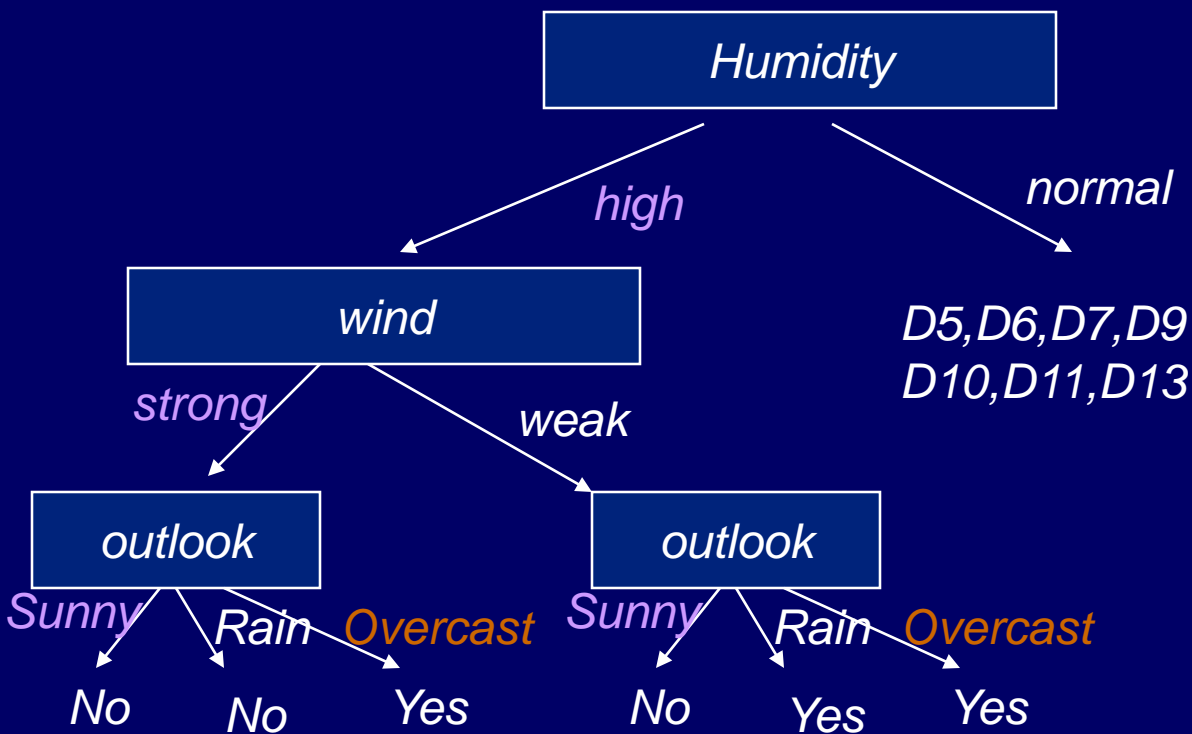 Humidity
high
normal
wind
D5,D6,D7,D9
D10,D11,D13
strong
weak
outlook
outlook
Sunny
Rain
Overcast
Sunny
Rain
Overcast
No
No
Yes
No
Yes
Yes